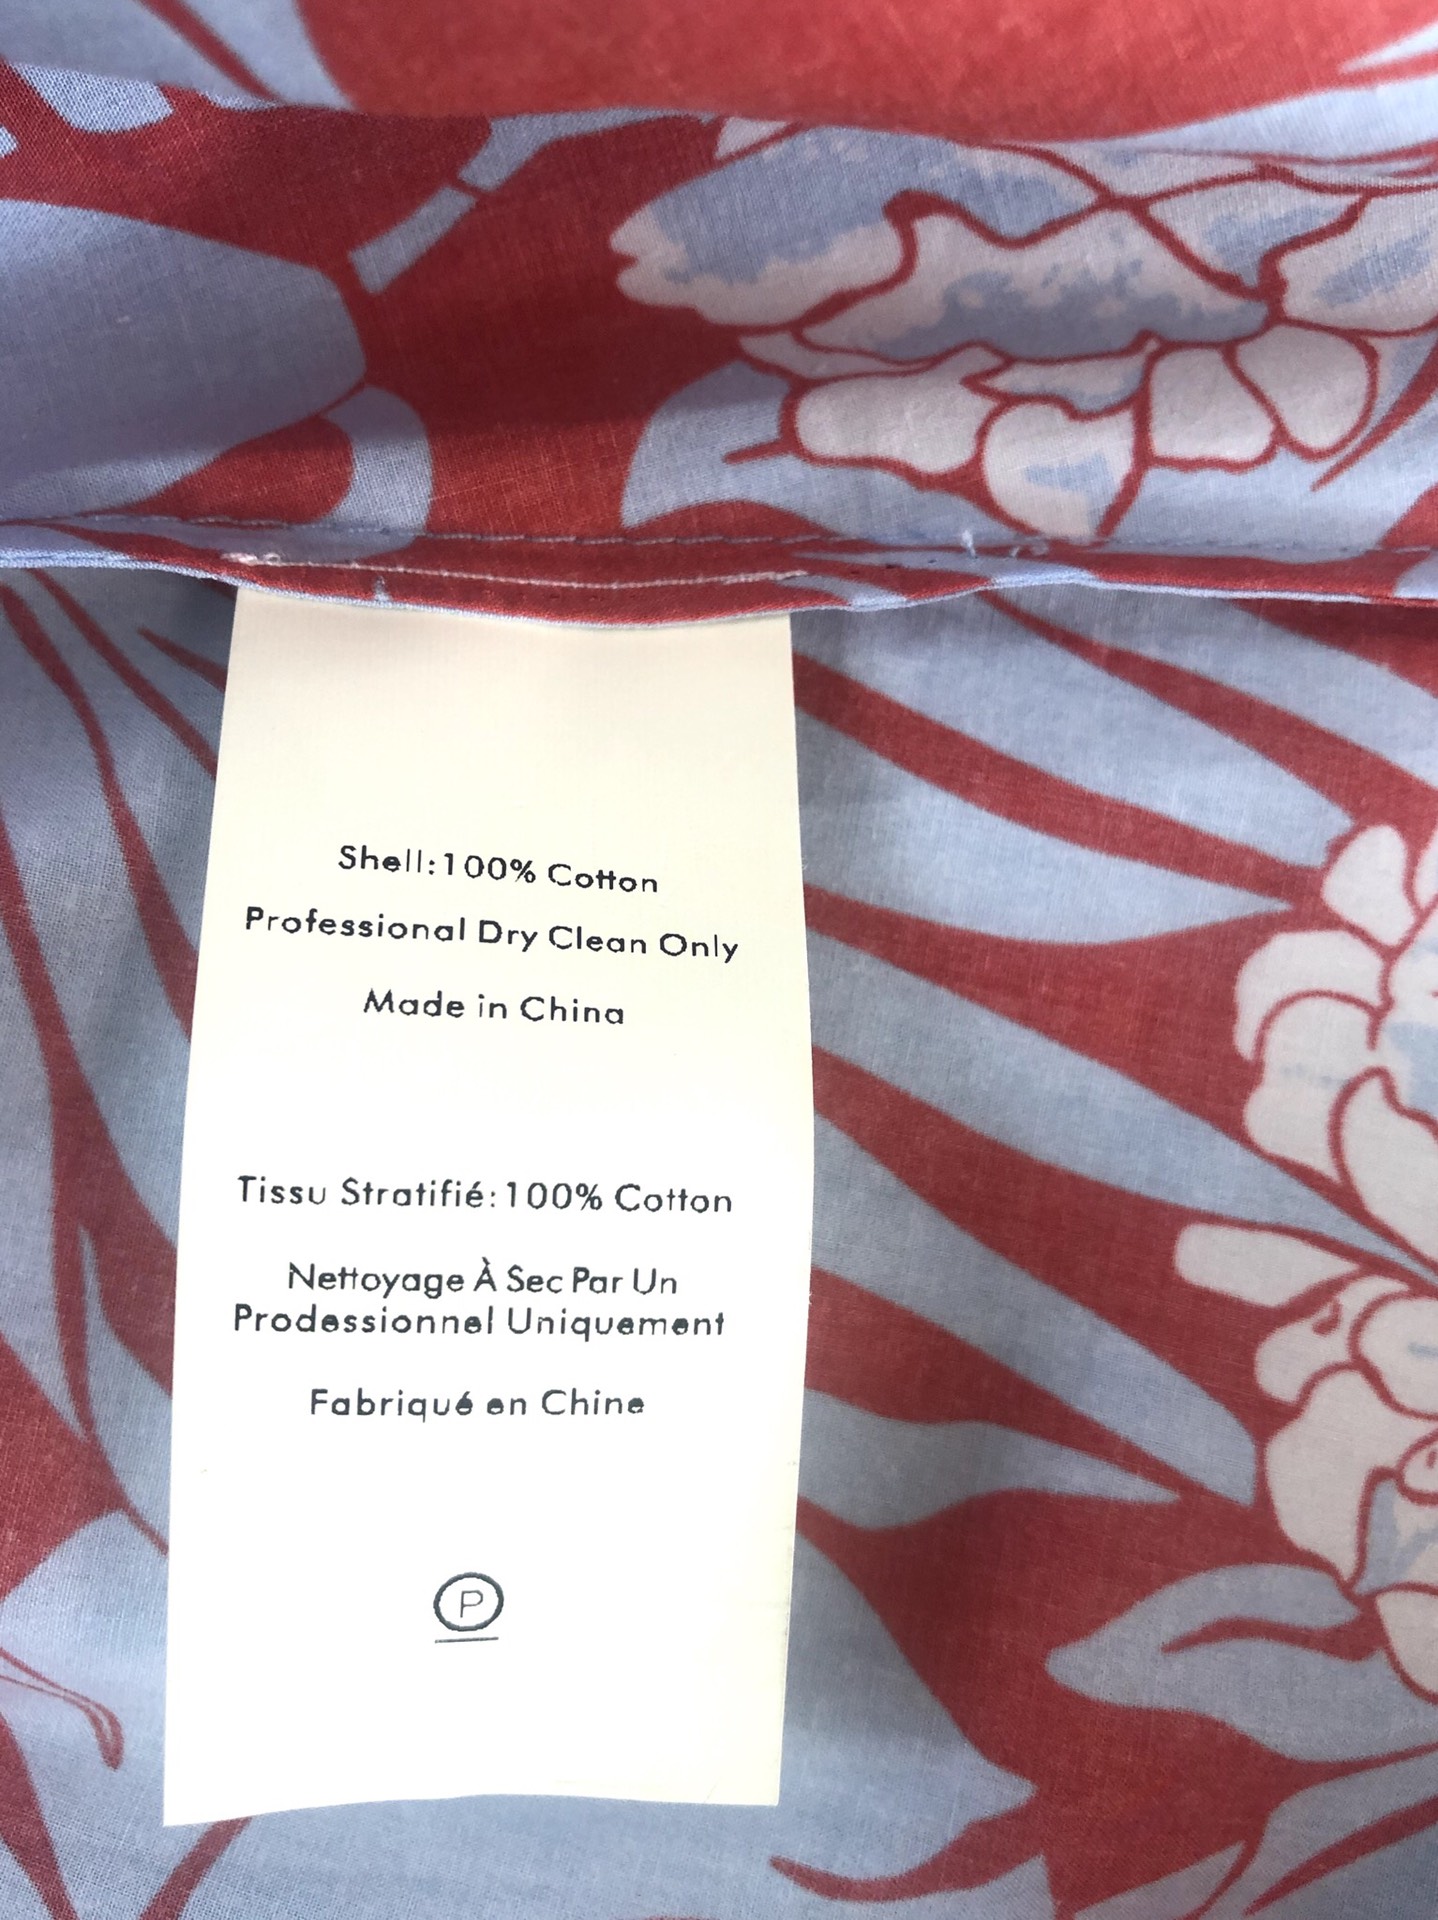 Shell:100% Cotton
Professional Dry Clean Only
Made in China
Tissu Stratifié:100% Cotton
Nettoyage À Sec Par Un
Prodessionnel Uniquement
Fabriqué en Chine
P